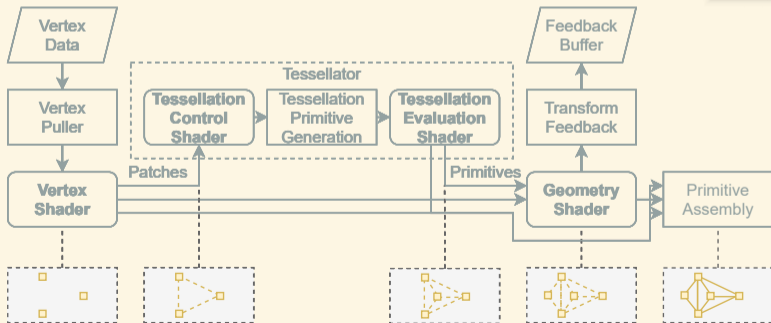 Vertex
Data
Feedback
Buffer
Tessellator
Vertex
Puller
Tessellation
Control
Shader
Tessellation
Primitive
Generation
Tessellation
Evaluation
Shader
Transform
Feedback
Patches
Primitives
Vertex
Shader
Geometry
Shader
Primitive
Assembly